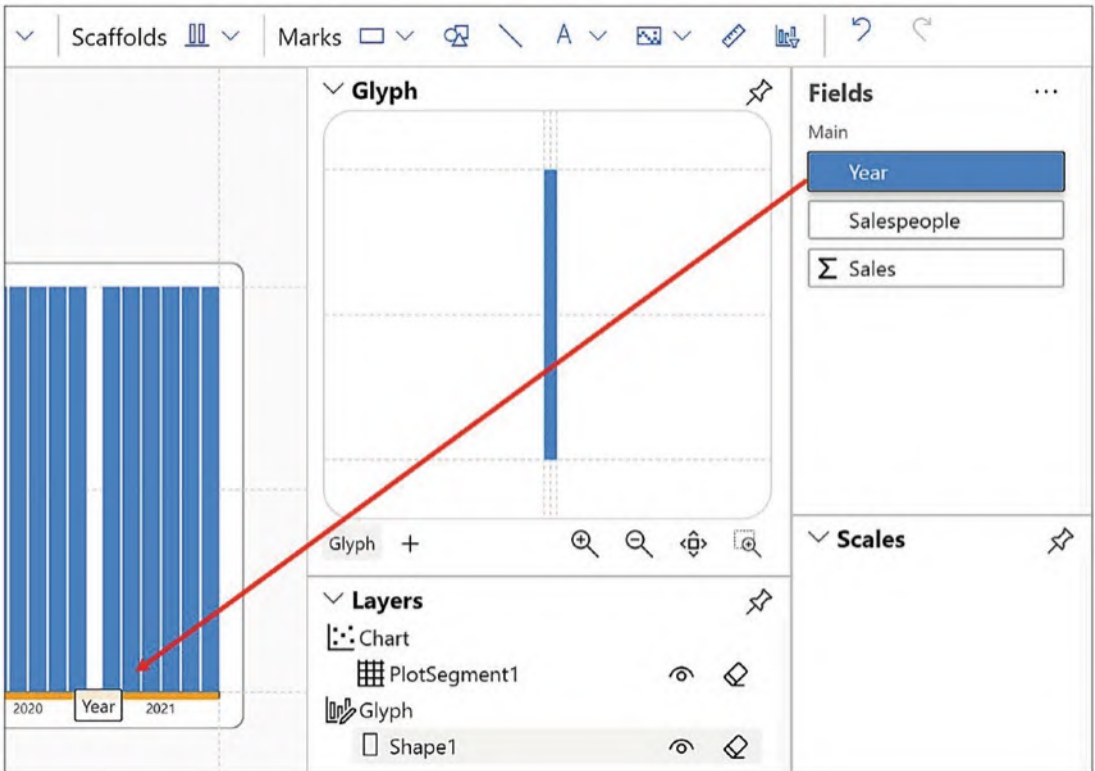 Scaffolds Marks A
Glyph
Fields
Main
Year
Salespeople
Σ Sales
Glyph
Scales
Layers
Chart
PlotSegment1
Glyph
Shape1
2020 Year 2021